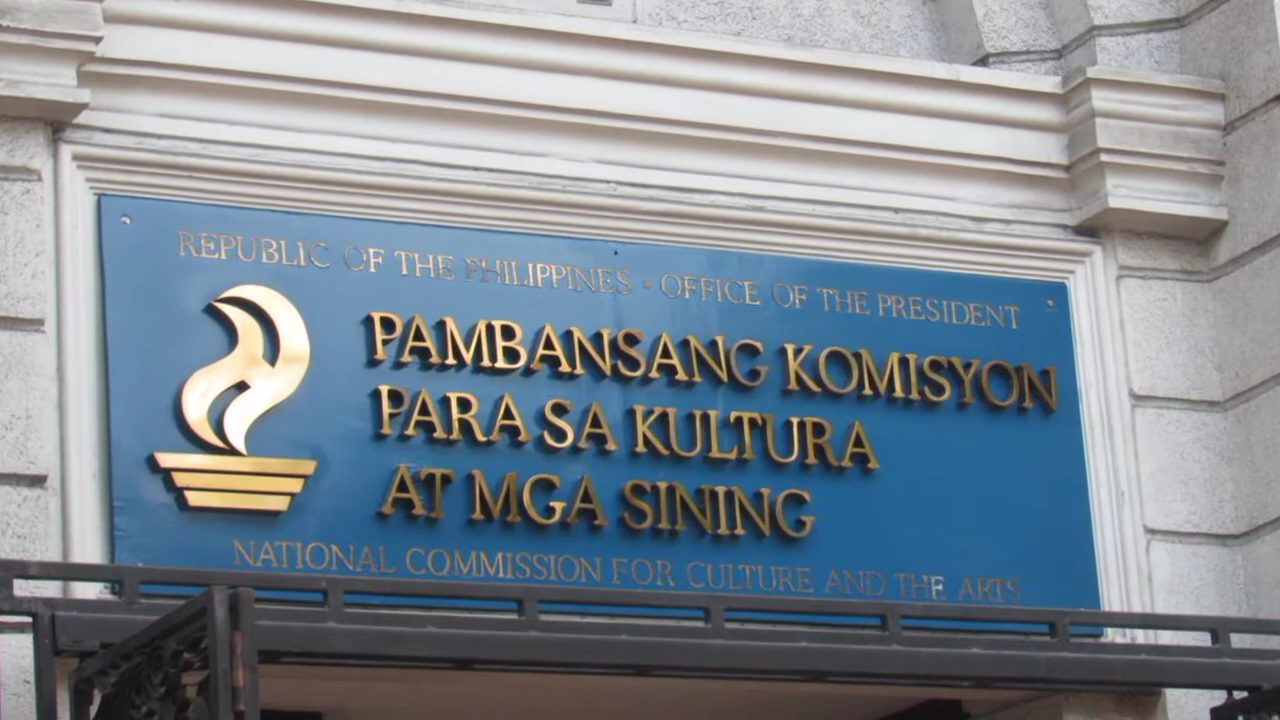 REPUBLIC OF THE PHILIPPINES • OFFICE OF THE PRESIDENT
PAMBANSANG KOMISYON
PARA SA KULTURA
AT MGA SINING
NATIONAL COMMISSION FOR CULTURE AND THE ARTS